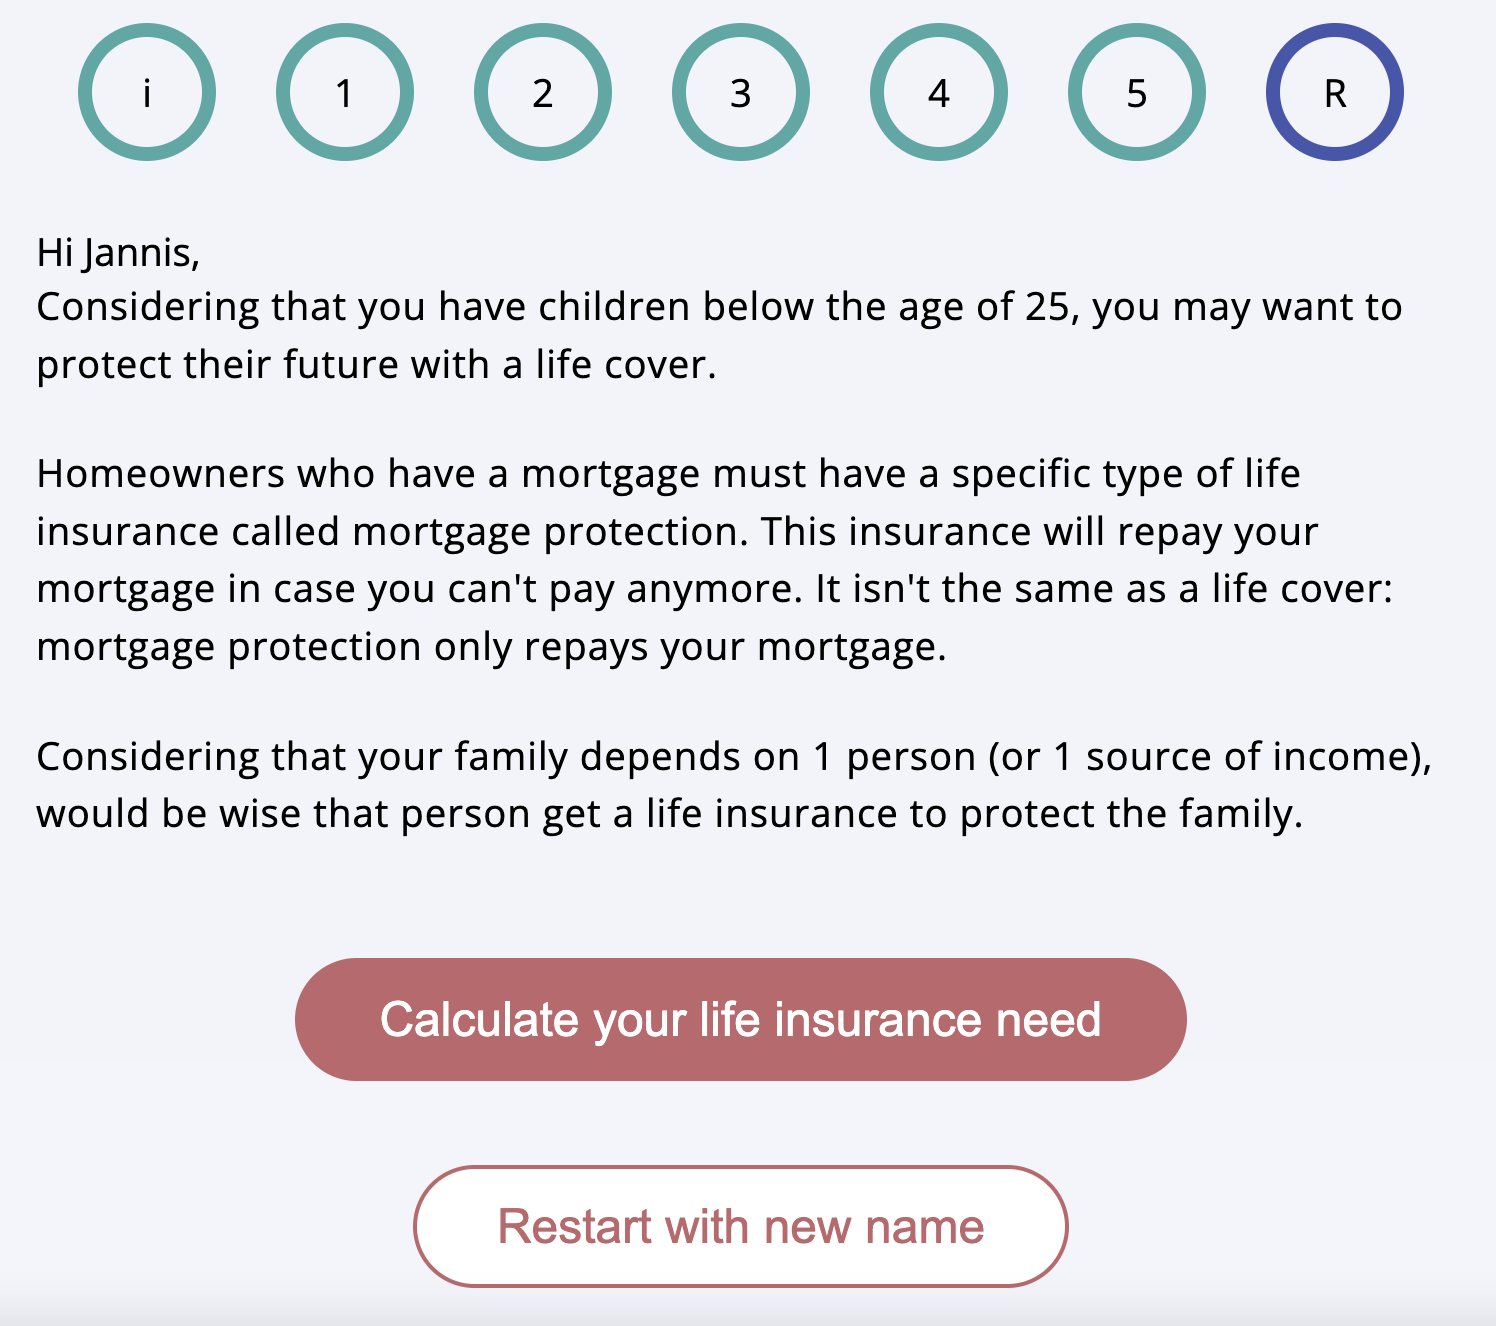 i 1 2 3 4 5 R
Hi Jannis,
Considering that you have children below the age of 25, you may want to
protect their future with a life cover.
Homeowners who have a mortgage must have a specific type of life
insurance called mortgage protection. This insurance will repay your
mortgage in case you can't pay anymore. It isn't the same as a life cover:
mortgage protection only repays your mortgage.
Considering that your family depends on 1 person (or 1 source of income),
would be wise that person get a life insurance to protect the family.
Calculate your life insurance need
Restart with new name